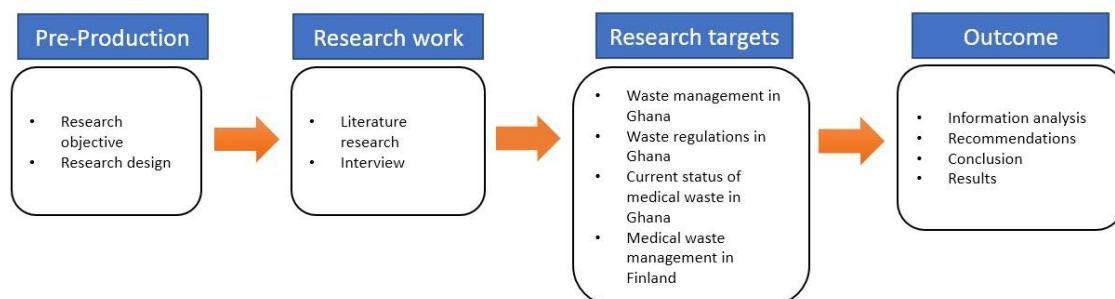 Pre-Production
• Research
objective
• Research design
Research work
• Literature
research
• Interview
Research targets
• Waste management in
Ghana
• Waste regulations in
Ghana
• Current status of
medical waste in
Ghana
• Medical waste
management in
Finland
Outcome
• Information analysis
• Recommendations
• Conclusion
• Results